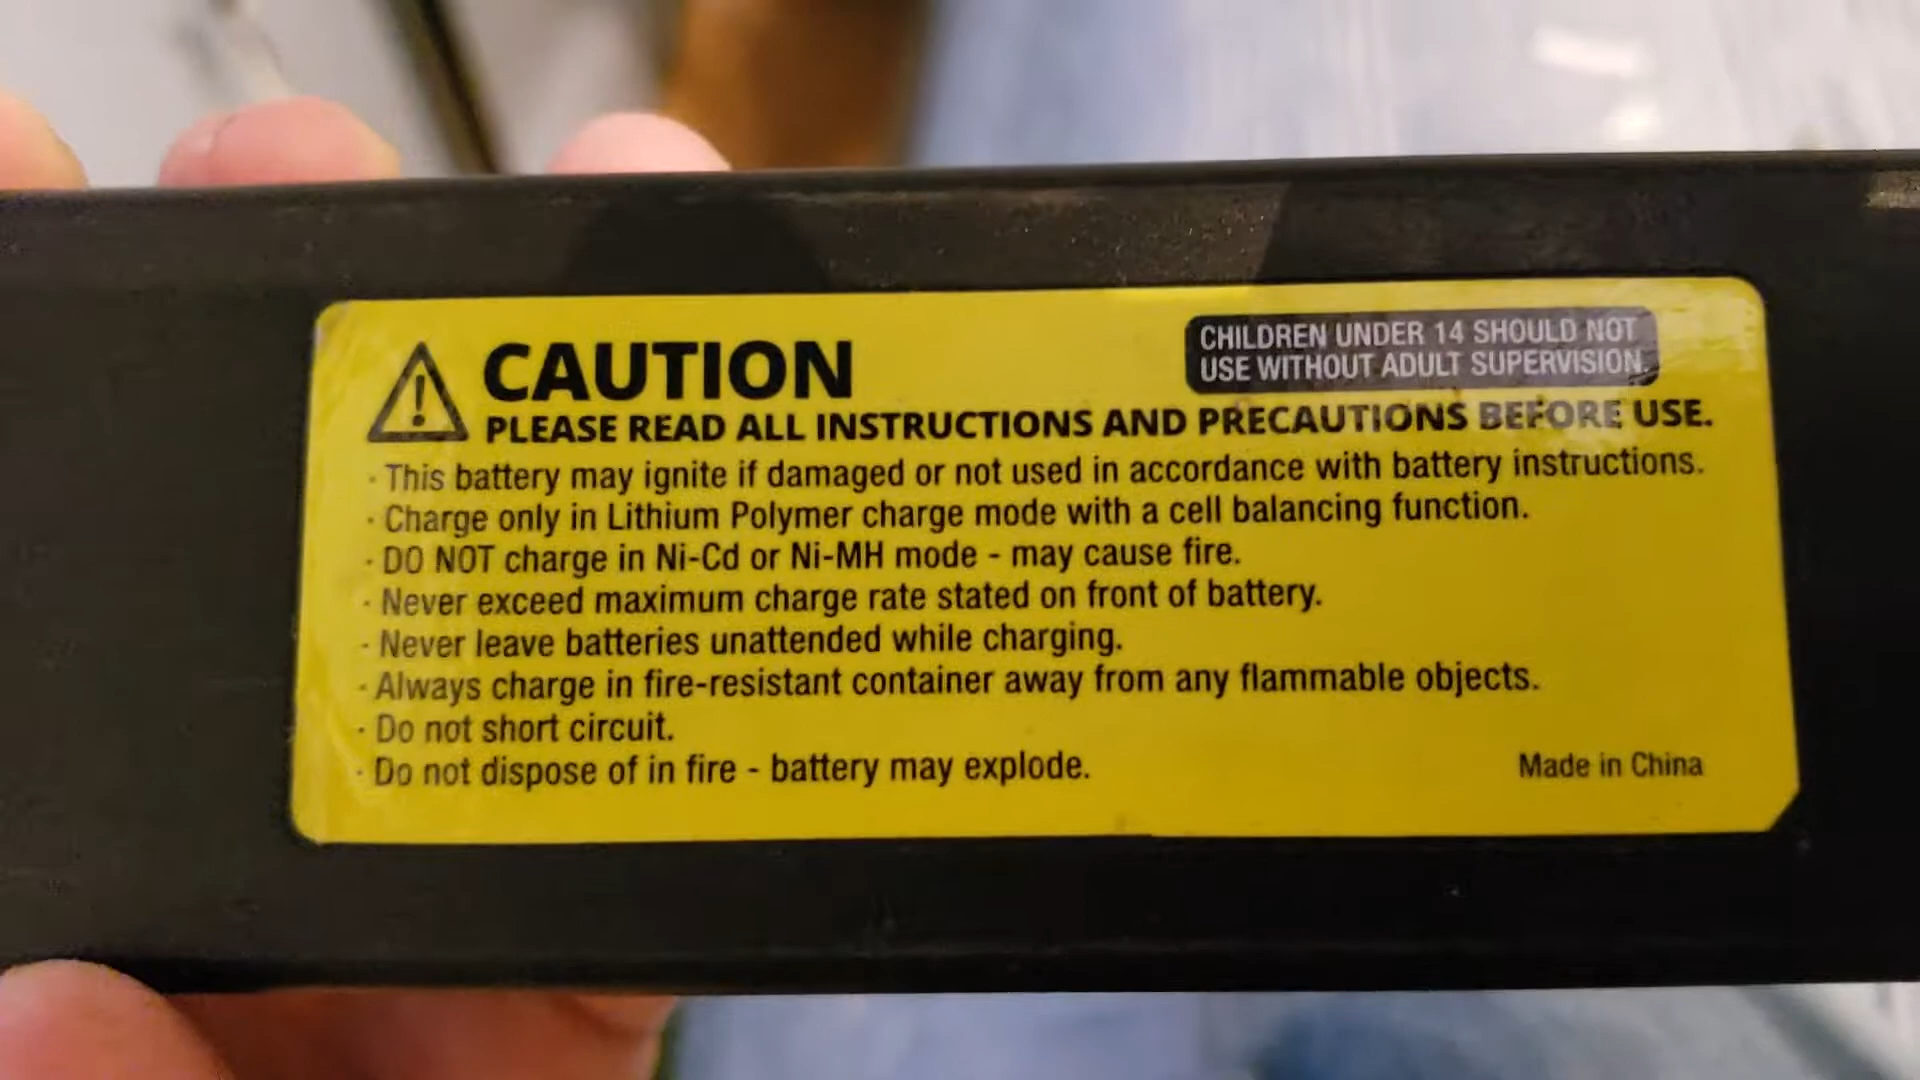 CAUTION
CHILDREN UNDER 14 SHOULD NOT
USE WITHOUT ADULT SUPERVISION.
PLEASE READ ALL INSTRUCTIONS AND PRECAUTIONS BEFORE USE.
· This battery may ignite if damaged or not used in accordance with battery instructions.
· Charge only in Lithium Polymer charge mode with a cell balancing function.
· DO NOT charge in Ni-Cd or Ni-MH mode - may cause fire.
· Never exceed maximum charge rate stated on front of battery.
· Never leave batteries unattended while charging.
· Always charge in fire-resistant container away from any flammable objects.
· Do not short circuit.
· Do not dispose of in fire - battery may explode.
Made in China